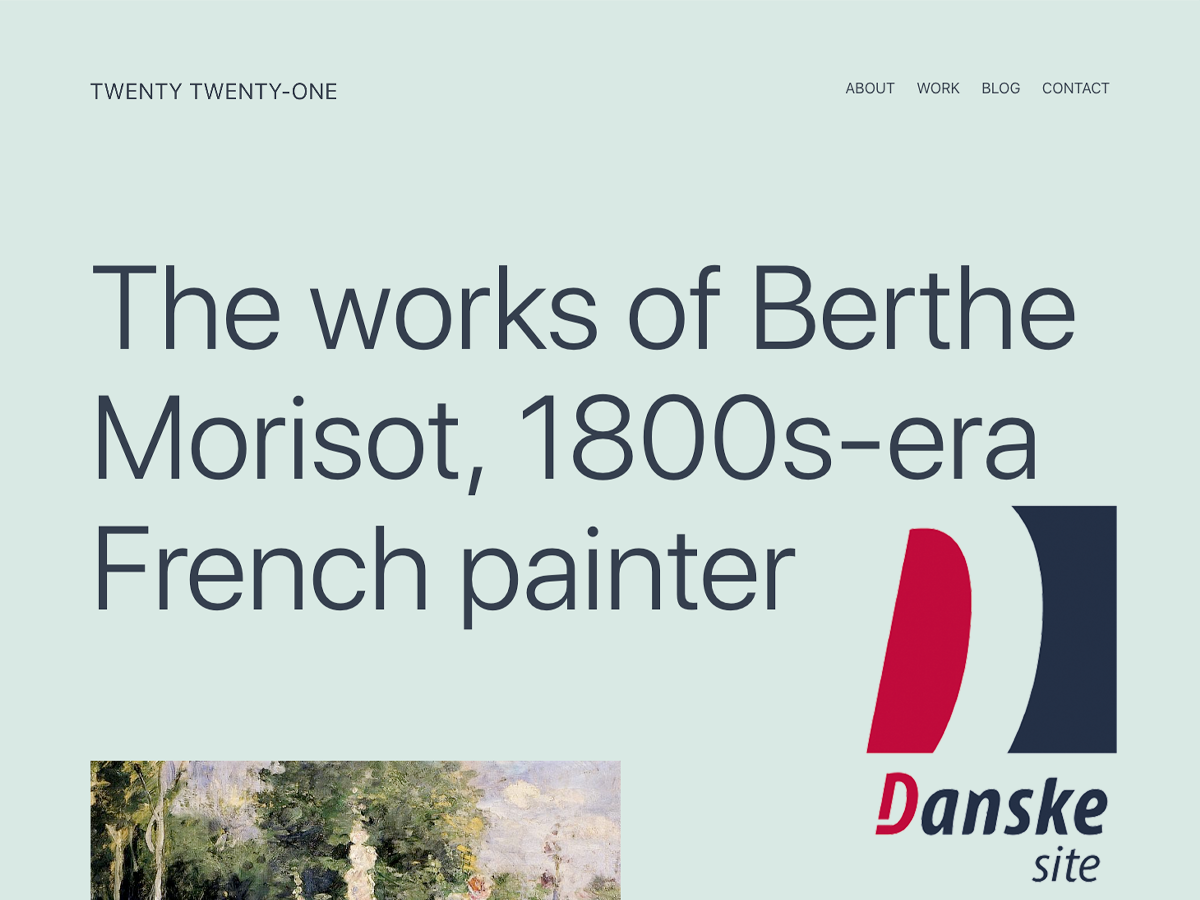 TWENTY TWENTY-ONE
ABOUT WORK BLOG CONTACT
The works of Berthe
Morisot, 1800s-era
French painter
Danske
site